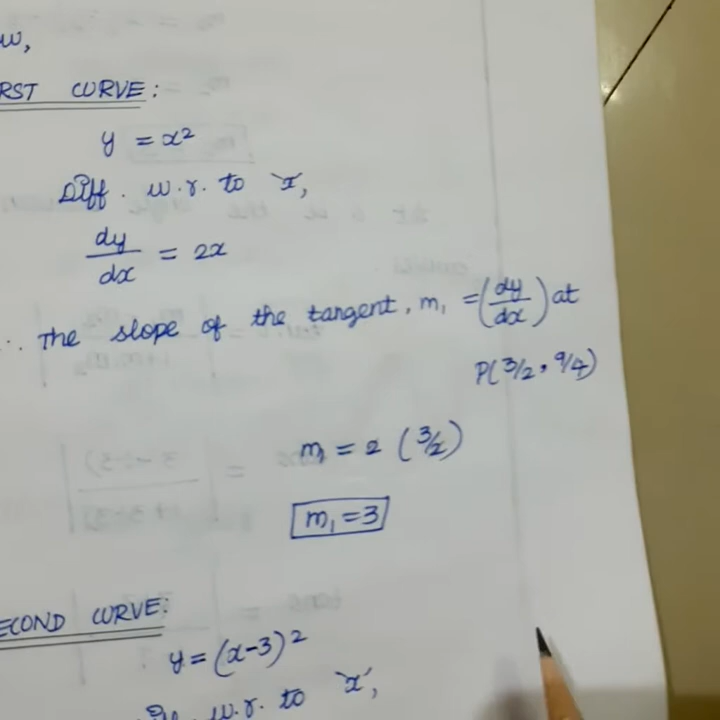 RST CURVE:
y = x²
Diff. w.r. to 'x',
dy/dx = 2x
∴ The slope of the tangent, m₁ = (dy/dx) at
P(3/2, 9/4)
m₁ = 2 (3/2)
m₁ = 3
ECOND CURVE:
y = (x-3)²
w.r. to 'x',